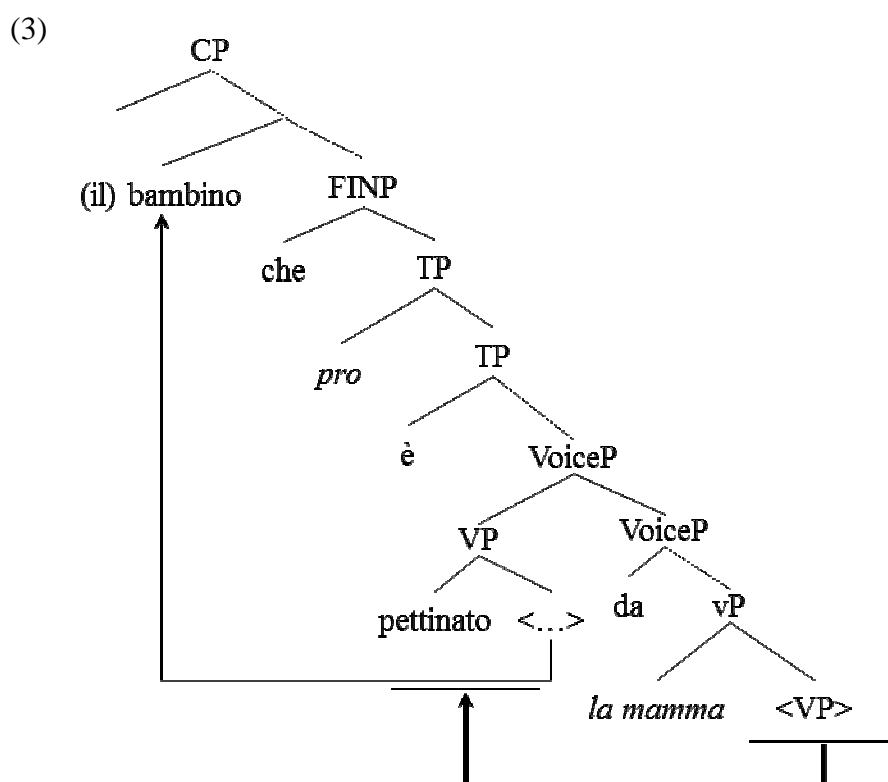 (3)
CP
(il) bambino
FINP
che
TP
pro
TP
è
VoiceP
VP
VoiceP
pettinato <...> da
vP
la mamma
<VP>